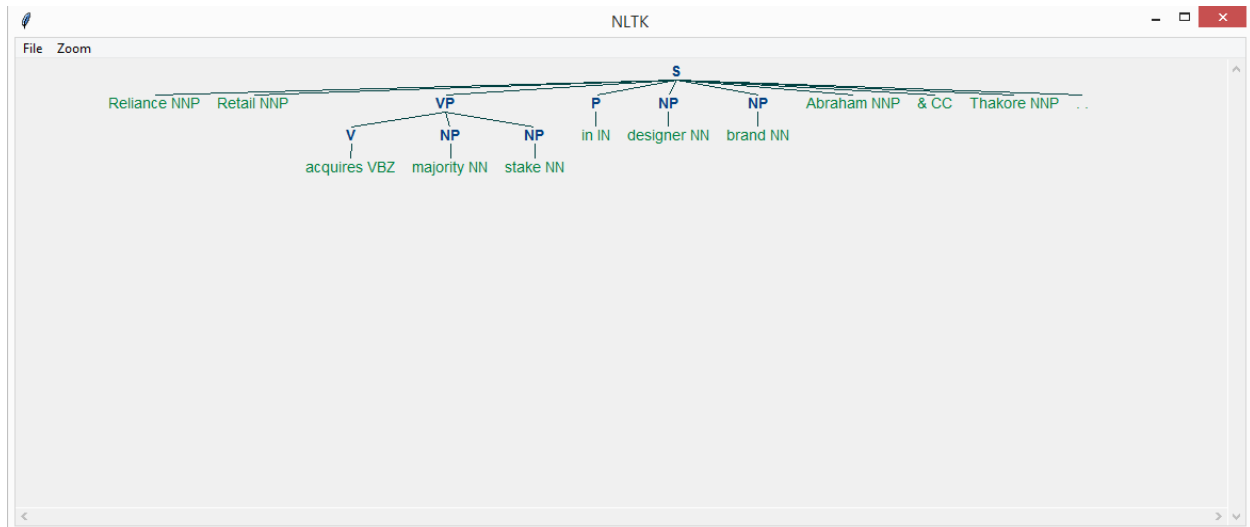 NLTK
File Zoom
S
Reliance NNP Retail NNP VP P NP NP Abraham NNP & CC Thakore NNP . .
V NP NP in IN designer NN brand NN
acquires VBZ majority NN stake NN